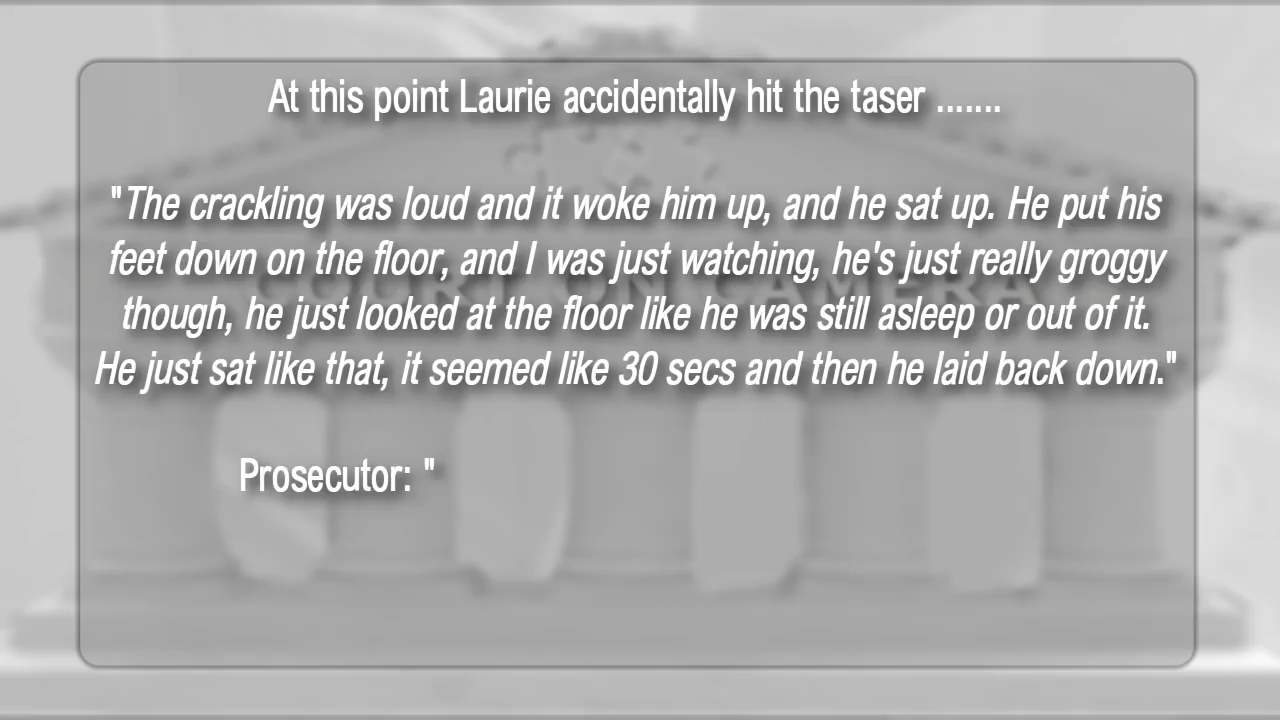 At this point Laurie accidentally hit the taser .......
"The crackling was loud and it woke him up, and he sat up. He put his
feet down on the floor, and I was just watching, he's just really groggy
though, he just looked at the floor like he was still asleep or out of it.
He just sat like that, it seemed like 30 secs and then he laid back down."
COURT ON CAMERA
Prosecutor: "